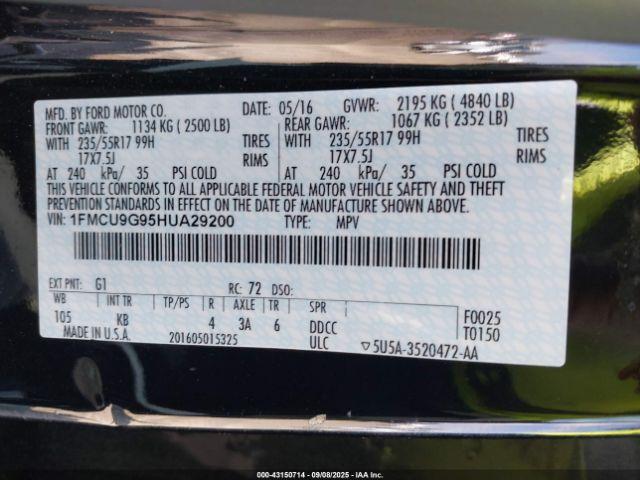 MFD. BY FORD MOTOR CO. DATE: 05/16 GVWR: 2195 KG ( 4840 LB)
FRONT GAWR: 1134 KG ( 2500 LB) REAR GAWR: 1067 KG ( 2352 LB)
WITH 235/55R17 99H TIRES WITH 235/55R17 99H TIRES
17X7.5J RIMS 17X7.5J RIMS
AT 240 kPa/ 35 PSI COLD AT 240 kPa/ 35 PSI COLD
THIS VEHICLE CONFORMS TO ALL APPLICABLE FEDERAL MOTOR VEHICLE SAFETY AND THEFT
PREVENTION STANDARDS IN EFFECT ON THE DATE OF MANUFACTURE SHOWN ABOVE.
VIN: 1FMCU9G95HUA29200 TYPE: MPV
EXT PNT: G1 RC: 72 DSO:
WB INT TR TP/PS R AXLE TR SPR F0025
105 KB 4 3A 6 DDCC T0150
MADE IN U.S.A. 201605015325 ULC ▽5U5A-3520472-AA
000-43150714 - 09/08/2025 - IAA Inc.